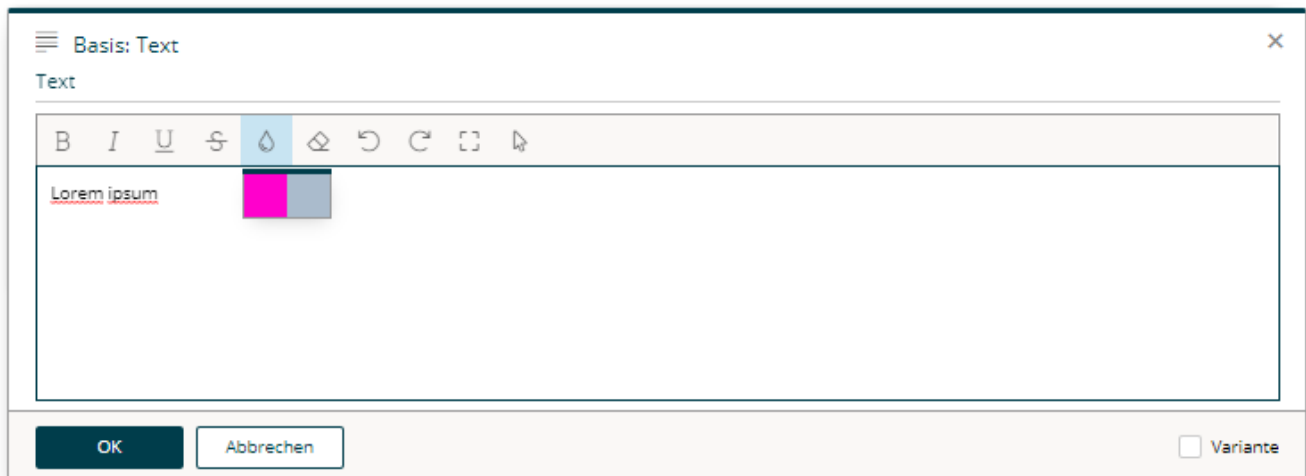 Basis: Text
Text
B I U S
Lorem ipsum
OK Abbrechen Variante